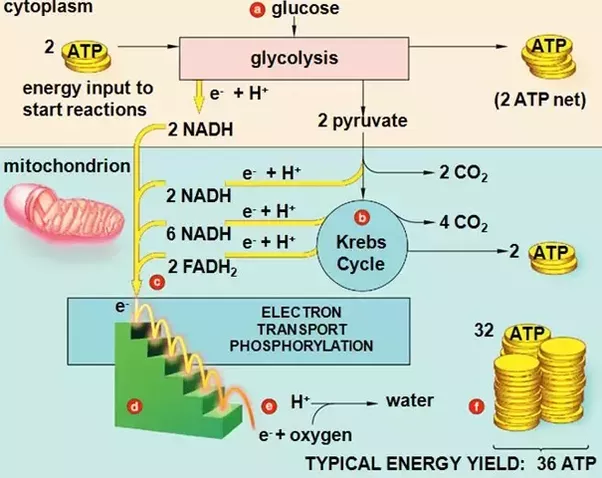 cytoplasm
a glucose
2 ATP
glycolysis
ATP
energy input to
start reactions
e- + H+
(2 ATP net)
2 NADH
2 pyruvate
mitochondrion
e- + H+
2 CO₂
2 NADH
e- + H+
b
4 CO₂
6 NADH
e- + H+
Krebs
Cycle
2 ATP
2 FADH₂
c
e-
ELECTRON
TRANSPORT
PHOSPHORYLATION
32 ATP
d
e H+ water
f
e- + oxygen
TYPICAL ENERGY YIELD: 36 ATP